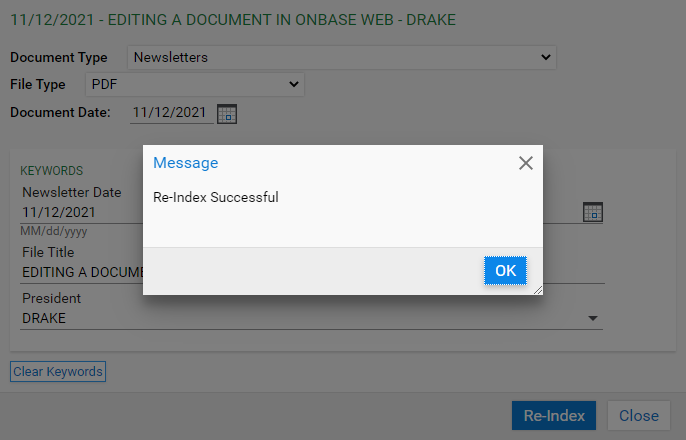 11/12/2021 - EDITING A DOCUMENT IN ONBASE WEB - DRAKE
Document Type Newsletters
File Type PDF
Document Date: 11/12/2021
Message
Re-Index Successful
OK
KEYWORDS
Newsletter Date
11/12/2021
MM/dd/yyyy
File Title
EDITING A
President
DRAKE
Clear Keywords
Re-Index Close